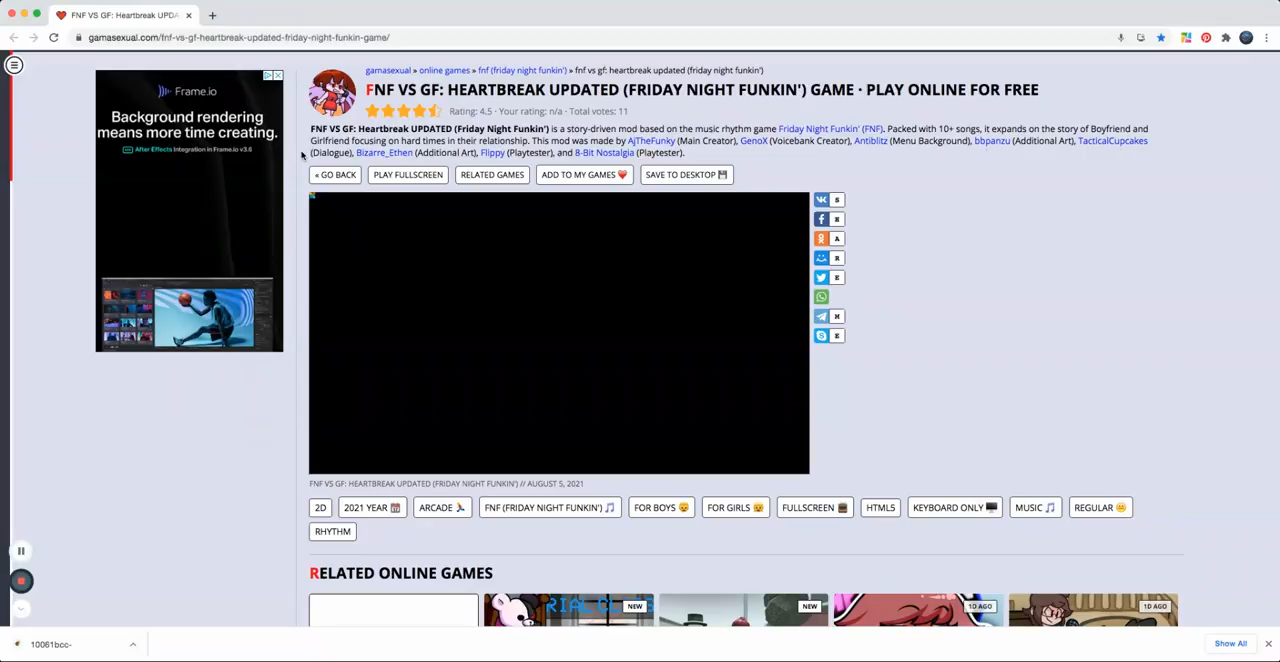 FNF VS GF: Heartbreak UPDA
gamasexual.com/fnf-vs-gf-heartbreak-updated-friday-night-funkin-game/
Frame.io
Background rendering
means more time creating.
After Effects Integration in Frame.io v3.6
gamasexual » online games » fnf (friday night funkin') » fnf vs gf: heartbreak updated (friday night funkin')
FNF VS GF: HEARTBREAK UPDATED (FRIDAY NIGHT FUNKIN') GAME · PLAY ONLINE FOR FREE
Rating: 4.5 · Your rating: n/a · Total votes: 11
FNF VS GF: Heartbreak UPDATED (Friday Night Funkin') is a story-driven mod based on the music rhythm game Friday Night Funkin' (FNF). Packed with 10+ songs, it expands on the story of Boyfriend and
Girlfriend focusing on hard times in their relationship. This mod was made by AjTheFunky (Main Creator), GenoX (Voicebank Creator), Antiblitz (Menu Background), bbpanzu (Additional Art), TacticalCupcakes
(Dialogue), Bizarre_Ethen (Additional Art), Flippy (Playtester), and 8-Bit Nostalgia (Playtester).
« GO BACK PLAY FULLSCREEN RELATED GAMES ADD TO MY GAMES SAVE TO DESKTOP
S
H
A
R
E
M
E
FNF VS GF: HEARTBREAK UPDATED (FRIDAY NIGHT FUNKIN') // AUGUST 5, 2021
2D 2021 YEAR ARCADE FNF (FRIDAY NIGHT FUNKIN') FOR BOYS FOR GIRLS FULLSCREEN HTML5 KEYBOARD ONLY MUSIC REGULAR
RHYTHM
RELATED ONLINE GAMES
NEW NEW 1D AGO 1D AGO
10061bcc-
Show All